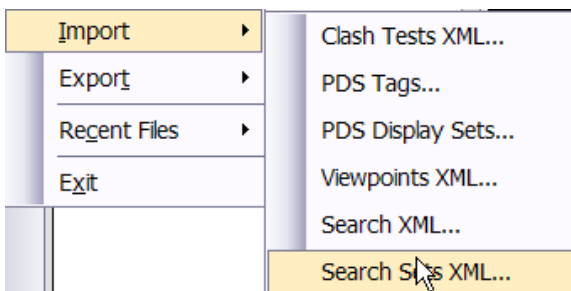 Import
Export
Recent Files
Exit
Clash Tests XML...
PDS Tags...
PDS Display Sets...
Viewpoints XML...
Search XML...
Search Sets XML...